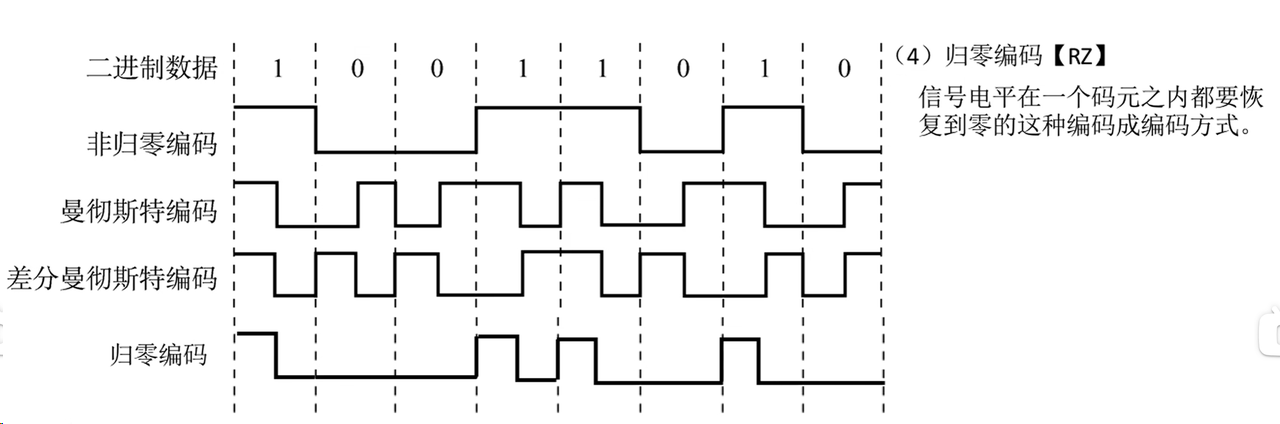 二进制数据 1 0 0 1 1 0 1 0
非归零编码
曼彻斯特编码
差分曼彻斯特编码
归零编码
（4）归零编码【RZ】
信号电平在一个码元之内都要恢
复到零的这种编码成编码方式。